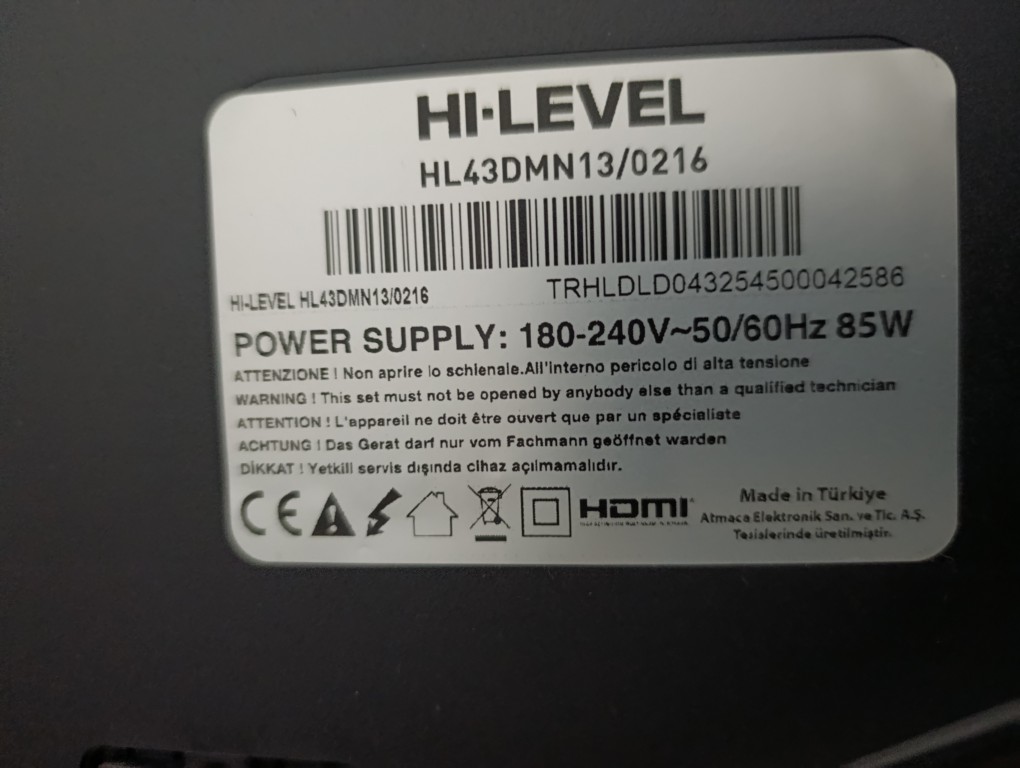 HI-LEVEL
HL43DMN13/0216
HI-LEVEL HL43DMN13/0216
TRHLDLD043254500042586
POWER SUPPLY: 180-240V~50/60Hz 85W
ATTENZIONE ! Non aprire lo schienale.All'interno pericolo di alta tensione
WARNING ! This set must not be opened by anybody else than a qualified technician
ATTENTION ! L'appareil ne doit être ouvert que par un spécialiste
ACHTUNG ! Das Gerat darf nur vom Fachmann geöffnet warden
DİKKAT ! Yetkili servis dışında cihaz açılmamalıdır.
CE
HDMI
Made in Türkiye
Atmaca Elektronik San. ve Tic. A.Ş.
Tesislerinde üretilmiştir.